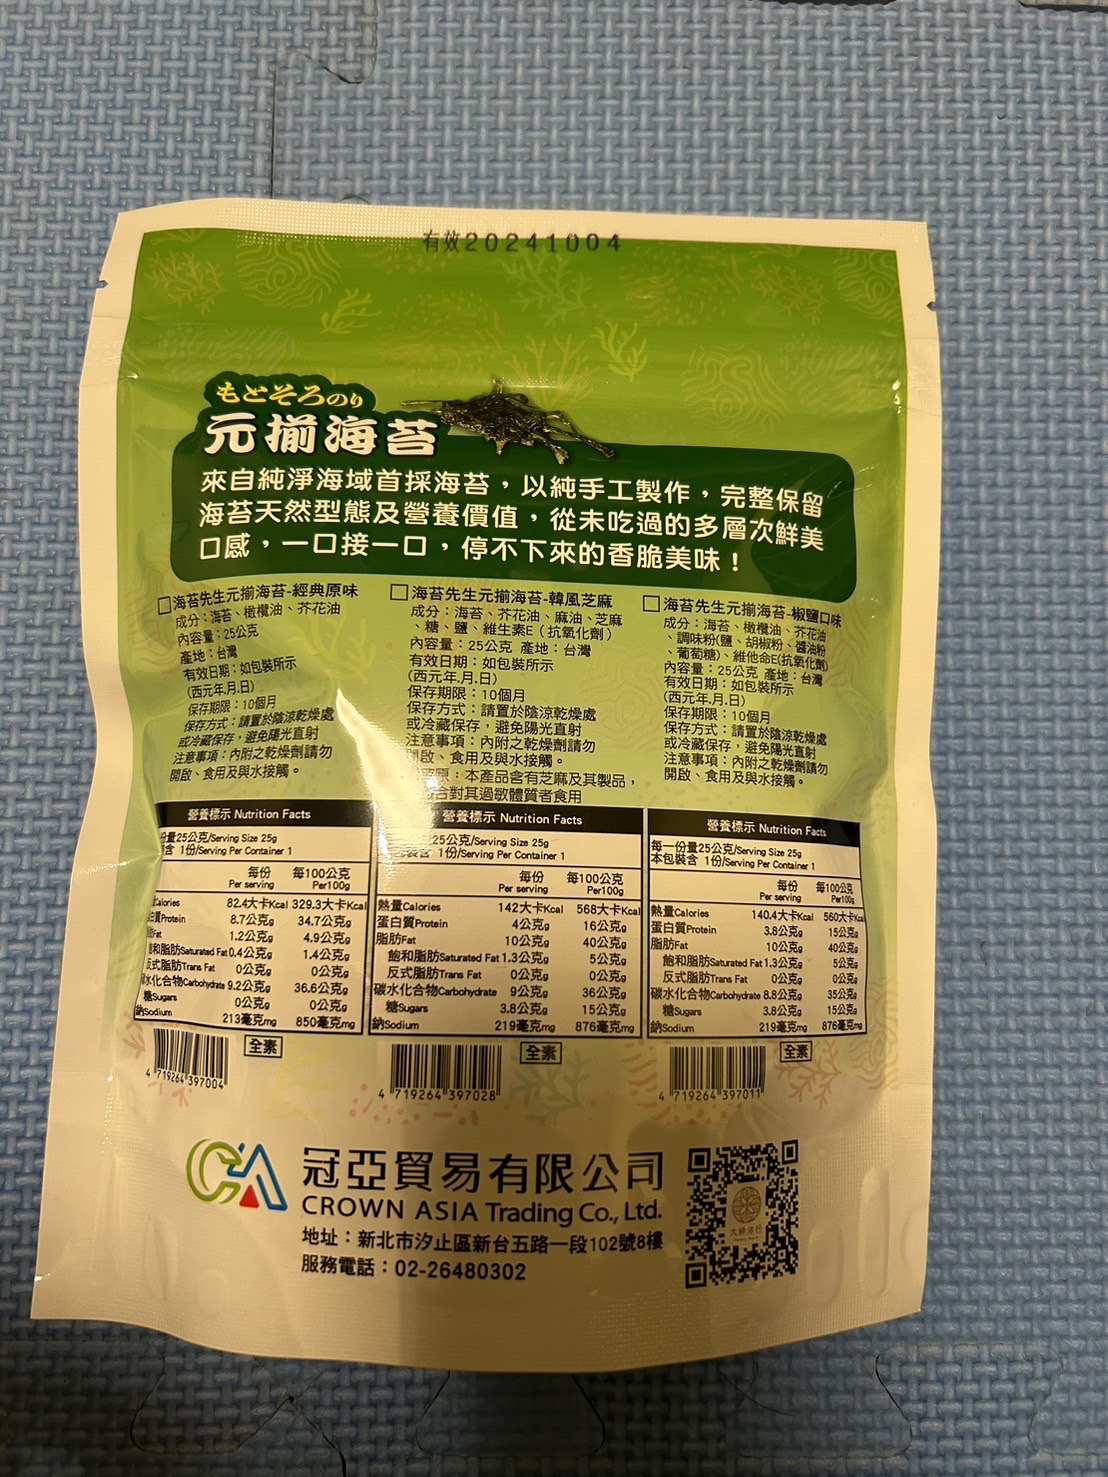 有效20241004
もとそろのり
元揃海苔
來自純淨海域首採海苔，以純手工製作，完整保留
海苔天然型態及營養價值，從未吃過的多層次鮮美
口感，一口接一口，停不下來的香脆美味！
□海苔先生元揃海苔-經典原味
成分：海苔、橄欖油、芥花油
內容量：25公克
產地：台灣
有效日期：如包裝所示
(西元年.月.日)
保存期限：10個月
保存方式：請置於陰涼乾燥處
或冷藏保存，避免陽光直射
注意事項：內附之乾燥劑請勿
開啟、食用及與水接觸。
□海苔先生元揃海苔-韓風芝麻
成分：海苔、芥花油、麻油、芝麻
、糖、鹽、維生素E（抗氧化劑）
內容量：25公克 產地：台灣
有效日期：如包裝所示
(西元年.月.日)
保存期限：10個月
保存方式：請置於陰涼乾燥處
或冷藏保存，避免陽光直射
注意事項：內附之乾燥劑請勿
開啟、食用及與水接觸。
原：本產品含有芝麻及其製品，
合對其過敏體質者食用
□海苔先生元揃海苔-椒鹽口味
成分：海苔、橄欖油、芥花油
、調味粉(鹽、胡椒粉、醬油粉
、葡萄糖)、維他命E(抗氧化劑)
內容量：25公克 產地：台灣
有效日期：如包裝所示
(西元年.月.日)
保存期限：10個月
保存方式：請置於陰涼乾燥處
或冷藏保存，避免陽光直射
注意事項：內附之乾燥劑請勿
開啟、食用及與水接觸。
營養標示 Nutrition Facts
份量25公克/Serving Size 25g
含 1份/Serving Per Container 1
每份 每100公克
Per serving Per100g
Calories 82.4大卡Kcal 329.3大卡Kcal
白質Protein 8.7公克g 34.7公克g
Fat 1.2公克g 4.9公克g
飽和脂肪Saturated Fat 0.4公克g 1.4公克g
反式脂肪Trans Fat 0公克g 0公克g
碳水化合物Carbohydrate 9.2公克g 36.6公克g
糖Sugars 0公克g 0公克g
鈉Sodium 213毫克mg 850毫克mg
營養標示 Nutrition Facts
25公克/Serving Size 25g
裝含 1份/Serving Per Container 1
每份 每100公克
Per serving Per100g
熱量Calories 142大卡Kcal 568大卡Kcal
蛋白質Protein 4公克g 16公克g
脂肪Fat 10公克g 40公克g
飽和脂肪Saturated Fat 1.3公克g 5公克g
反式脂肪Trans Fat 0公克g 0公克g
碳水化合物Carbohydrate 9公克g 36公克g
糖Sugars 3.8公克g 15公克g
鈉Sodium 219毫克mg 876毫克mg
營養標示 Nutrition Facts
每一份量25公克/Serving Size 25g
本包裝含 1份/Serving Per Container 1
每份 每100公克
Per serving Per100g
熱量Calories 140.4大卡Kcal 560大卡Kcal
蛋白質Protein 3.8公克g 15公克g
脂肪Fat 10公克g 40公克g
飽和脂肪Saturated Fat 1.3公克g 5公克g
反式脂肪Trans Fat 0公克g 0公克g
碳水化合物Carbohydrate 8.8公克g 35公克g
糖Sugars 3.8公克g 15公克g
鈉Sodium 219毫克mg 876毫克mg
全素
4 719264 397004
全素
4 719264 397028
全素
4 719264 397011
CA 冠亞貿易有限公司
CROWN ASIA Trading Co., Ltd.
地址：新北市汐止區新台五路一段102號8樓
服務電話：02-26480302